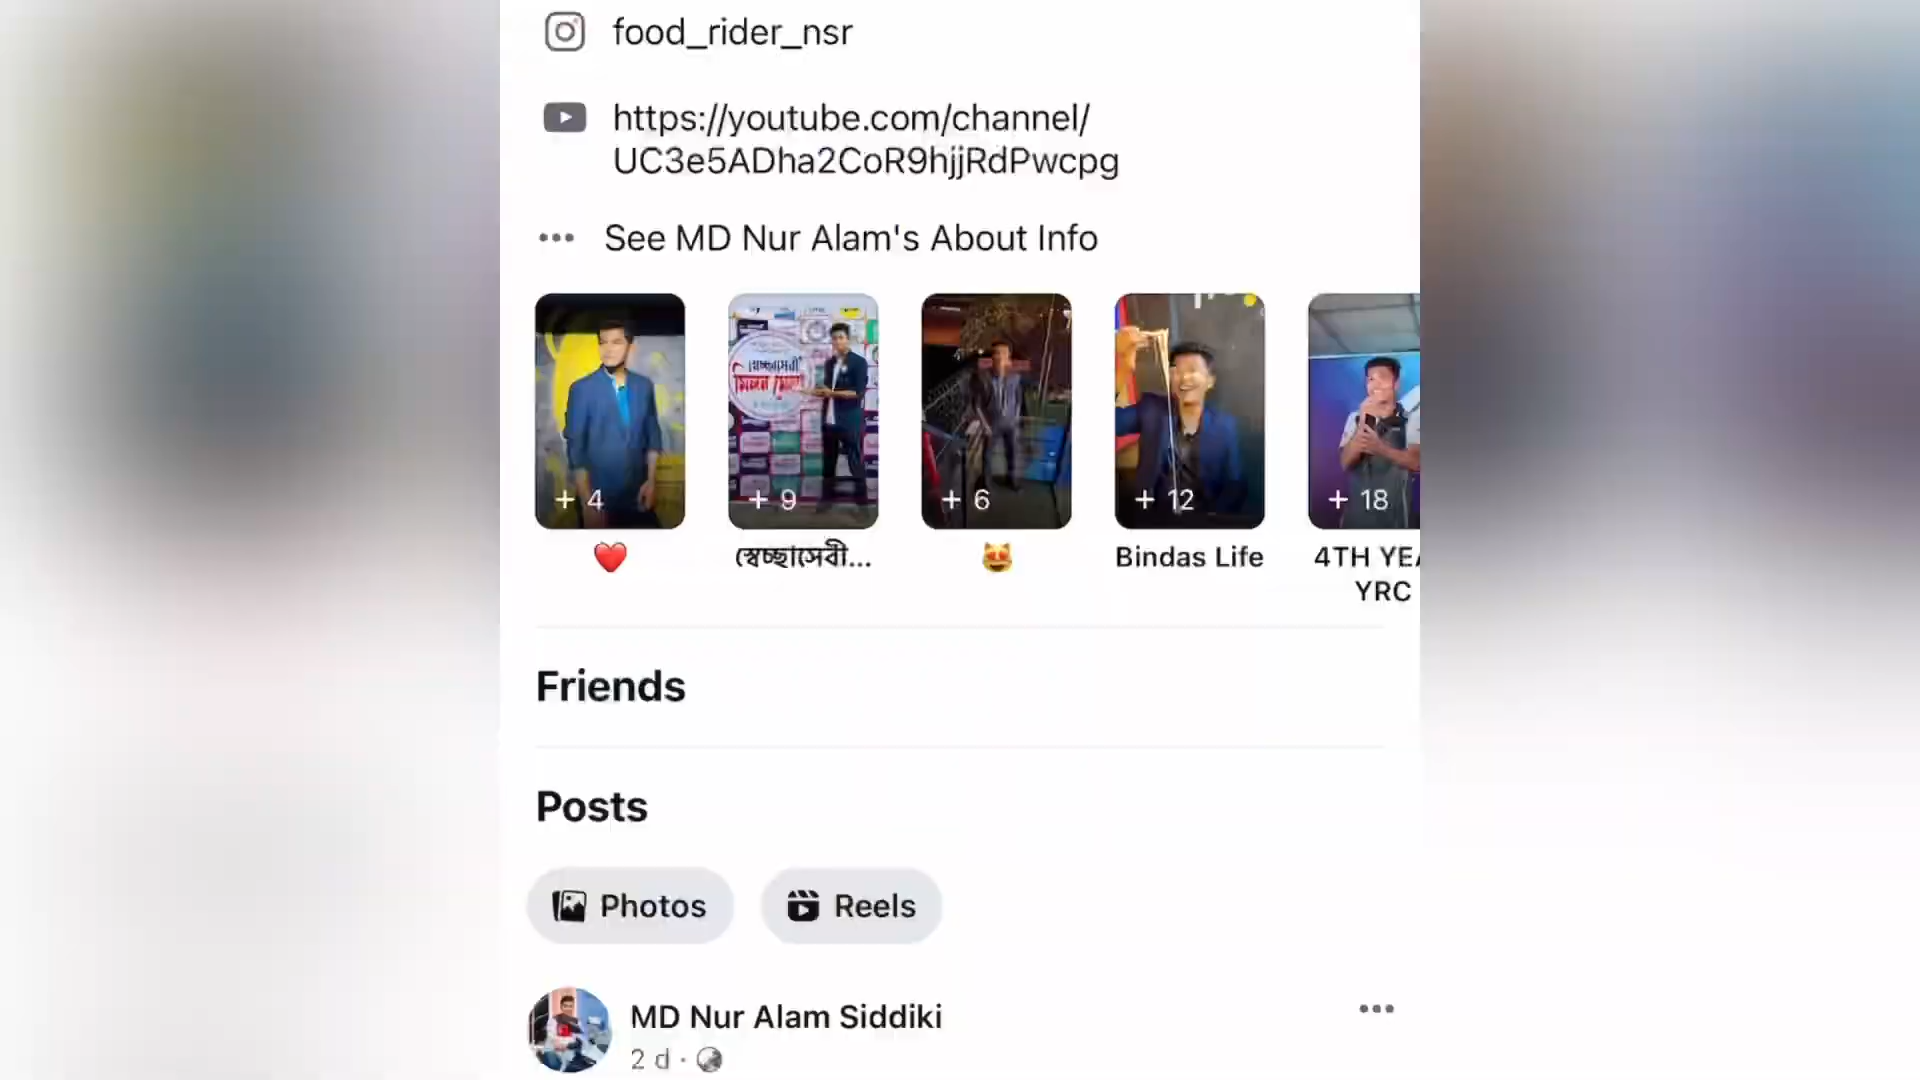 food_rider_nsr
https://youtube.com/channel/
UC3e5ADha2CoR9hjjRdPwcpg
See MD Nur Alam's About Info
স্বেচ্ছাসেবী
+ 4
+ 9
+ 6
+ 12
+ 18
স্বেচ্ছাসেবী...
Bindas Life
4TH YEA
YRC
Friends
Posts
Photos
Reels
MD Nur Alam Siddiki
2 d ·